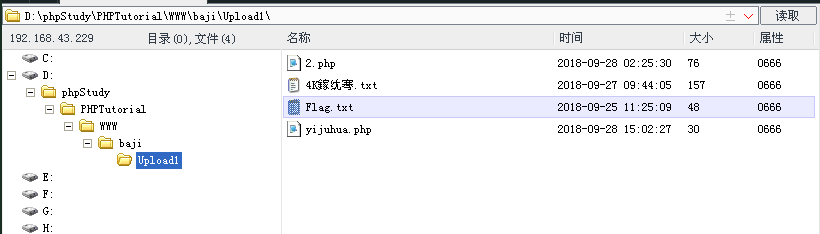 D:\phpStudy\PHPTutorial\WWW\baji\Upload1\ 读取
192.168.43.229 目录(0),文件(4) 名称 时间 大小 属性
C:
D:
phpStudy
PHPTutorial
WWW
baji
Upload1
E:
F:
G:
H:
2.php 2018-09-28 02:25:30 76 0666
4K鎵戣骞.txt 2018-09-27 09:44:05 157 0666
Flag.txt 2018-09-25 11:25:09 48 0666
yijuhua.php 2018-09-28 15:02:27 30 0666